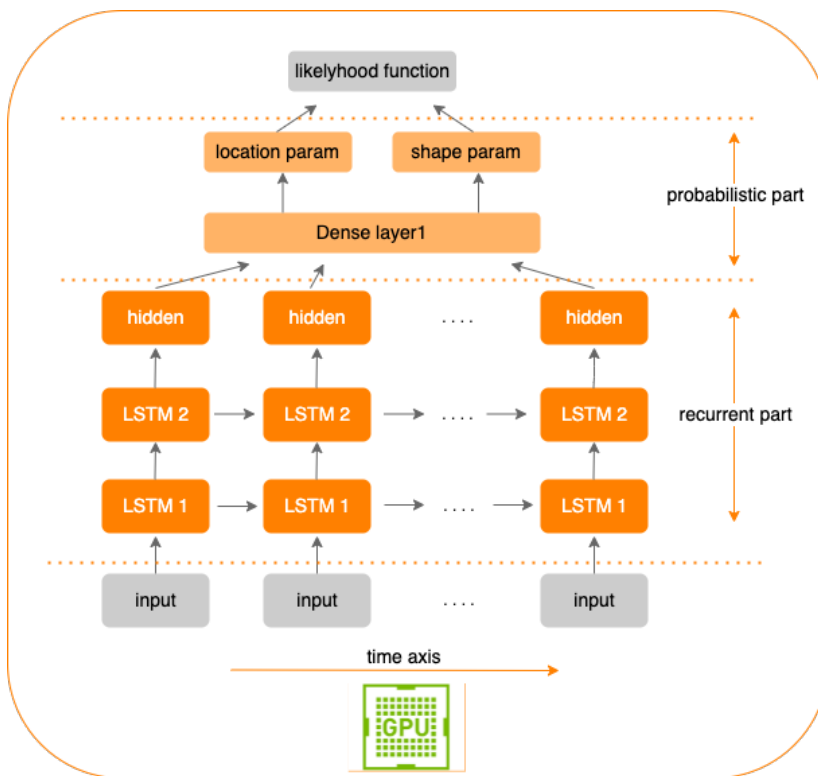 likelyhood function
location param
shape param
probabilistic part
Dense layer1
hidden
hidden
....
hidden
LSTM 2
LSTM 2
....
LSTM 2
recurrent part
LSTM 1
LSTM 1
....
LSTM 1
input
input
....
input
time axis
GPU